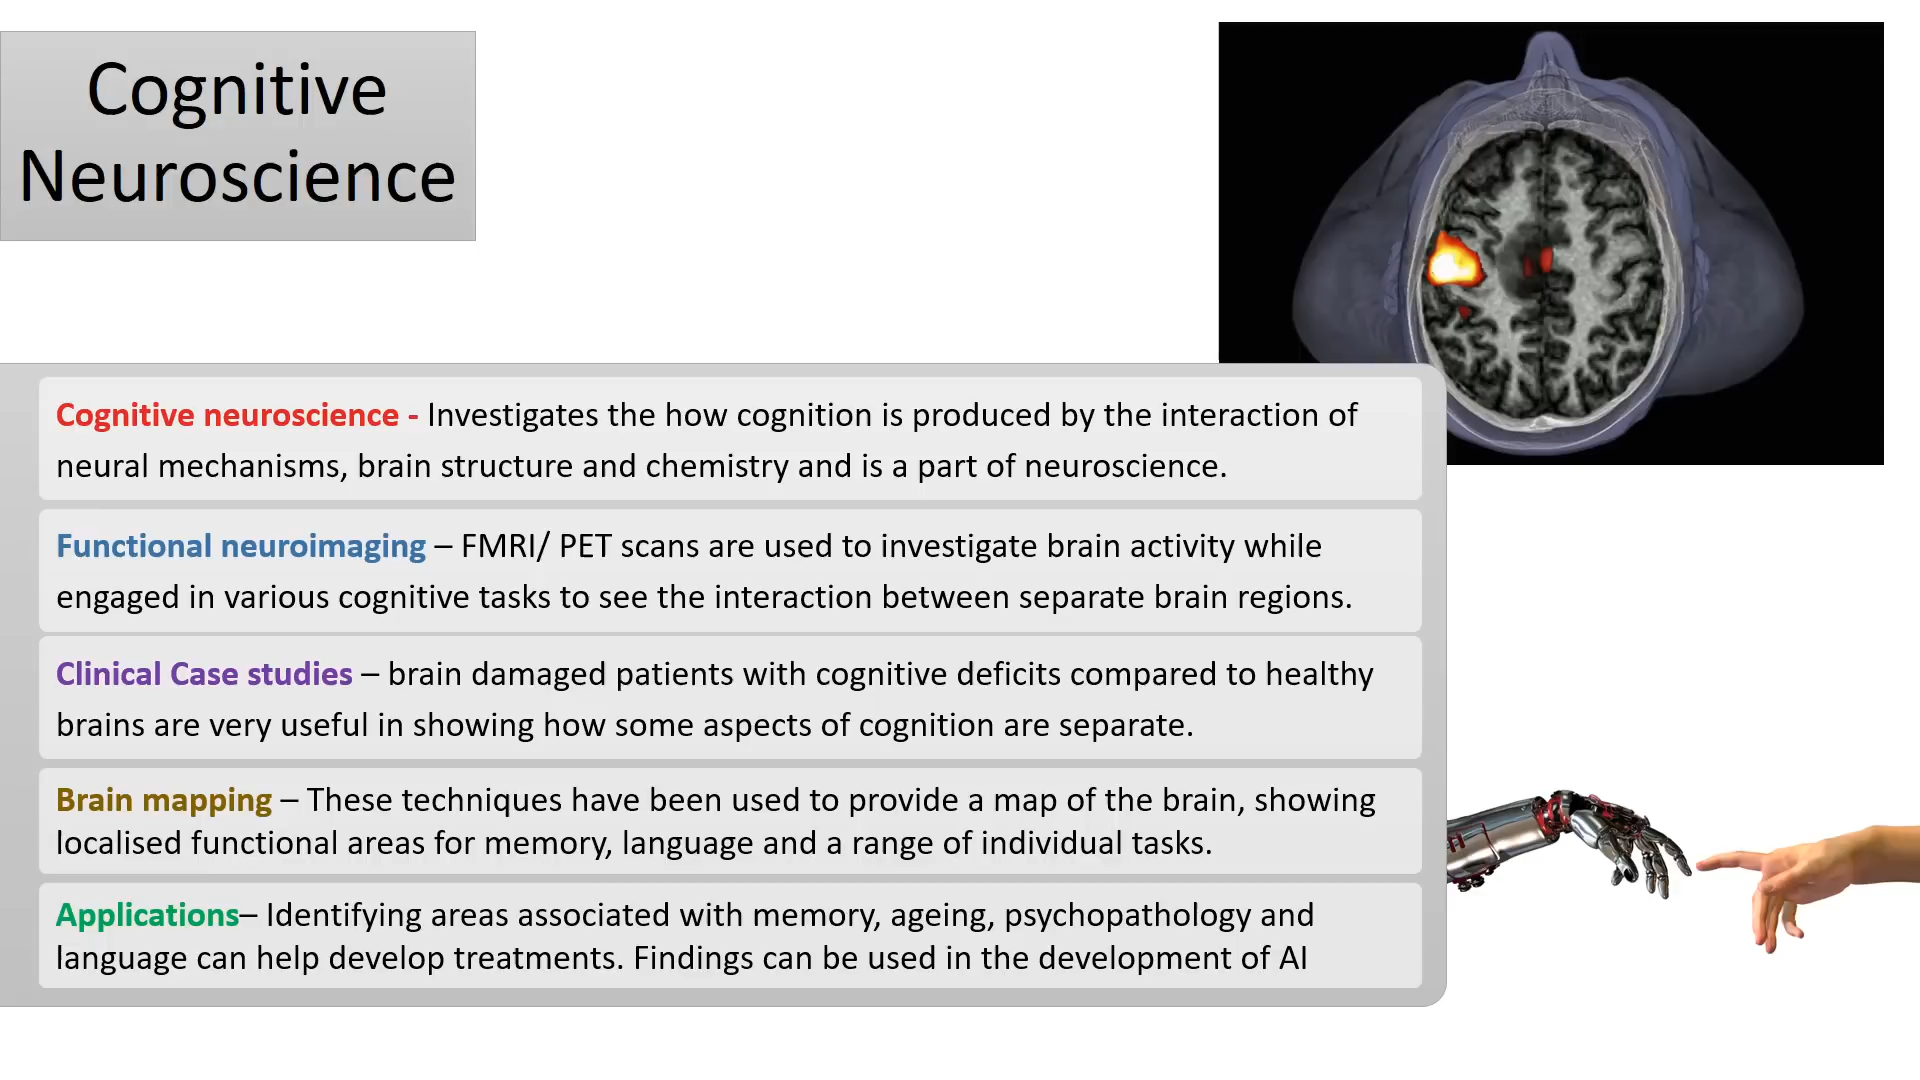 Cognitive
Neuroscience
Cognitive neuroscience - Investigates the how cognition is produced by the interaction of
neural mechanisms, brain structure and chemistry and is a part of neuroscience.
Functional neuroimaging – FMRI/ PET scans are used to investigate brain activity while
engaged in various cognitive tasks to see the interaction between separate brain regions.
Clinical Case studies – brain damaged patients with cognitive deficits compared to healthy
brains are very useful in showing how some aspects of cognition are separate.
Brain mapping – These techniques have been used to provide a map of the brain, showing
localised functional areas for memory, language and a range of individual tasks.
Applications– Identifying areas associated with memory, ageing, psychopathology and
language can help develop treatments. Findings can be used in the development of AI